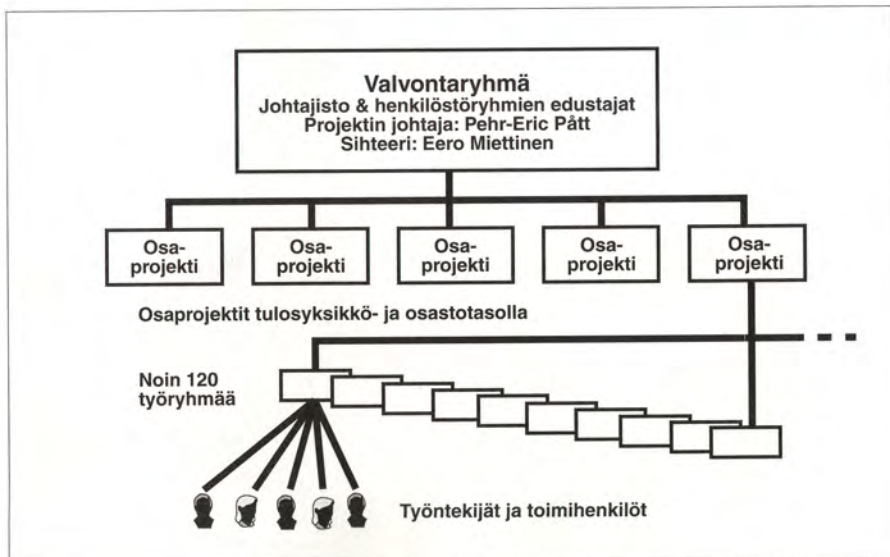 Valvontaryhmä
Johtajisto & henkilöstöryhmien edustajat
Projektin johtaja: Pehr-Eric Pått
Sihteeri: Eero Miettinen
Osa-
projekti
Osa-
projekti
Osa-
projekti
Osa-
projekti
Osa-
projekti
Osaprojektit tulosyksikkö- ja osastotasolla
Noin 120
työryhmää
Työntekijät ja toimihenkilöt